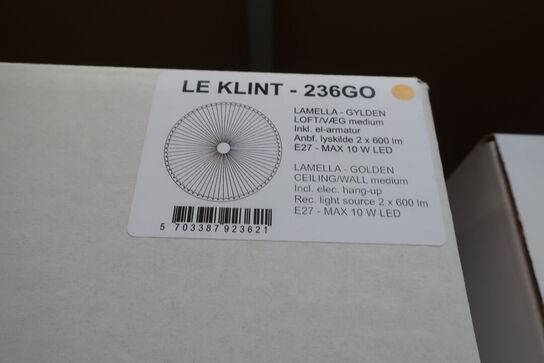 LE KLINT - 236GO
LAMELLA - GYLDEN
LOFT/VÆG medium
Inkl. el-armatur
Anbf. lyskilde 2 x 600 lm
E27 - MAX 10 W LED
LAMELLA - GOLDEN
CEILING/WALL medium
Incl. elec. hang-up
Rec. light source 2 x 600 lm
E27 - MAX 10 W LED
5 703387 923621